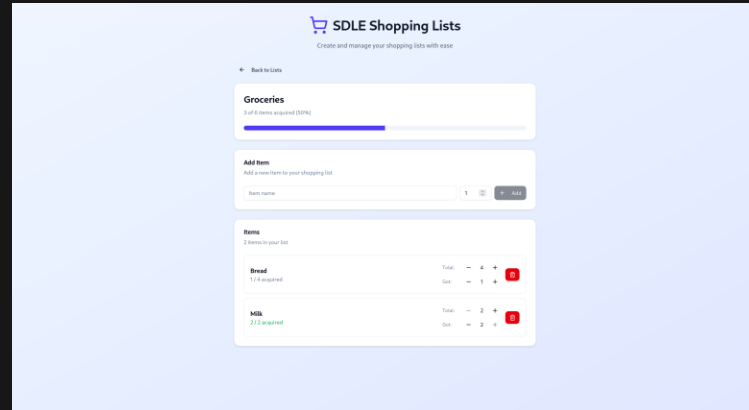 SDLE Shopping Lists
Create and manage your shopping lists with ease
← Back to Lists
Groceries
3 of 6 items acquired (50%)
Add Item
Add a new item to your shopping list
Item name
1
+ Add
Items
2 items in your list
Bread
1 / 4 acquired
Total: − 4 +
Got: − 1 +
Milk
2 / 2 acquired
Total: − 2 +
Got: − 2 +